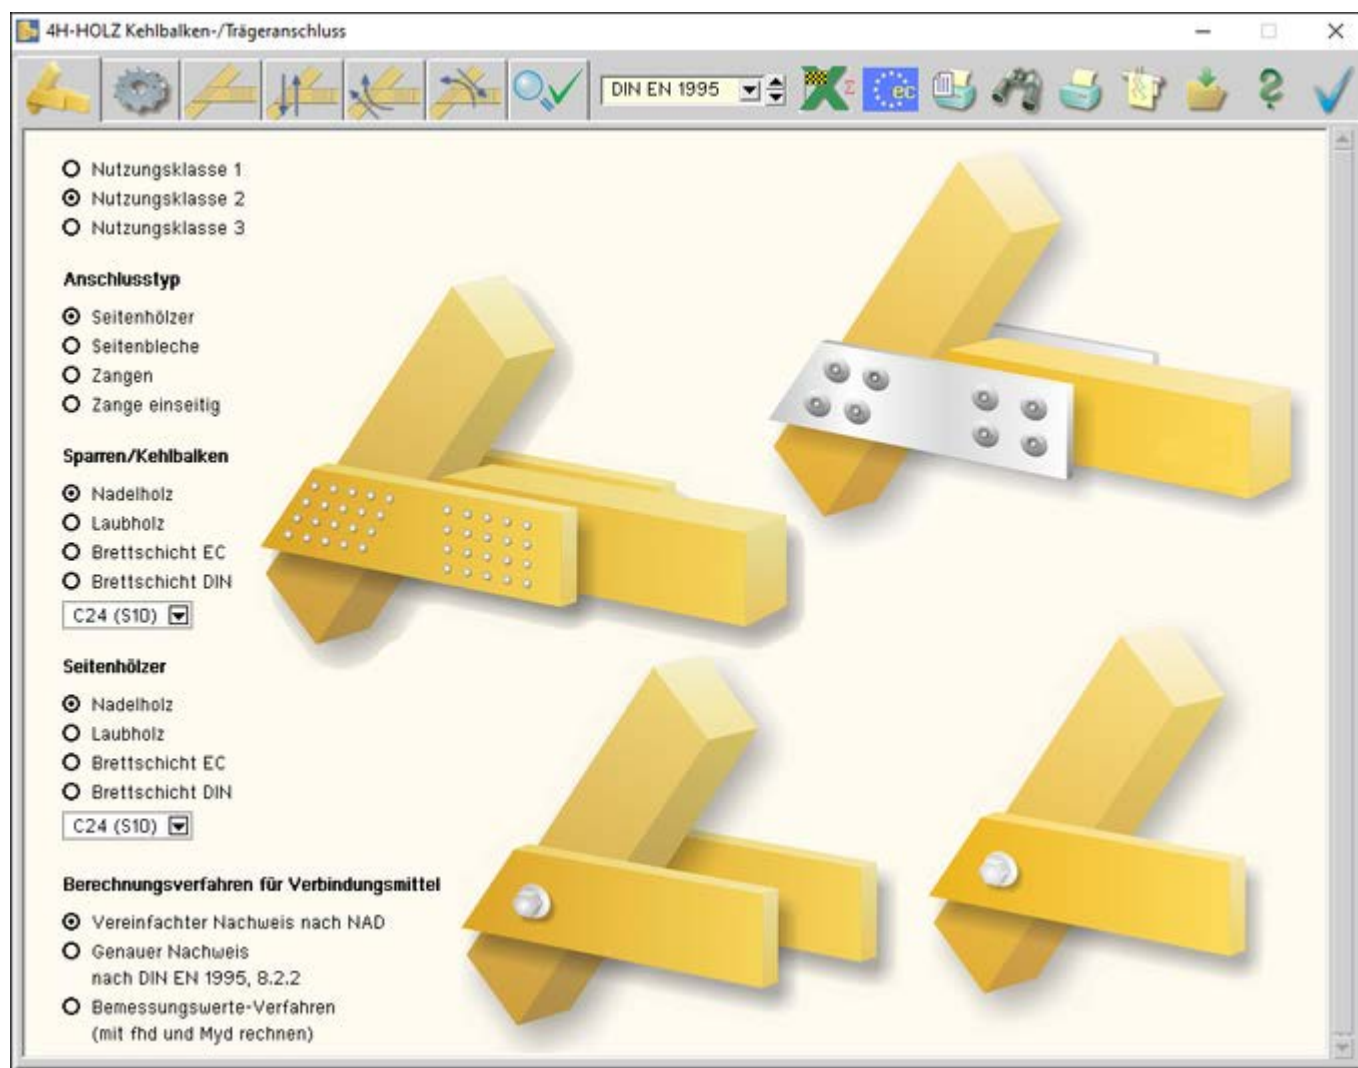 4H-HOLZ Kehlbalken-/Trägeranschluss
DIN EN 1995
Z
ec
Nutzungsklasse 1
Nutzungsklasse 2
Nutzungsklasse 3
Anschlusstyp
Seitenhölzer
Seitenbleche
Zangen
Zange einseitig
Sparren/Kehlbalken
Nadelholz
Laubholz
Brettschicht EC
Brettschicht DIN
C24 (S10)
Seitenhölzer
Nadelholz
Laubholz
Brettschicht EC
Brettschicht DIN
C24 (S10)
Berechnungsverfahren für Verbindungsmittel
Vereinfachter Nachweis nach NAD
Genauer Nachweis
nach DIN EN 1995, 8.2.2
Bemessungswerte-Verfahren
(mit fhd und Myd rechnen)